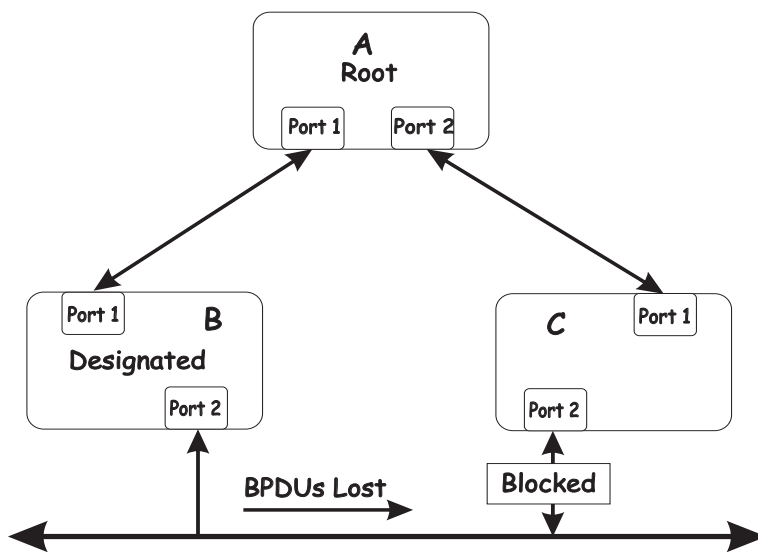 A
Root
Port 1
Port 2
Port 1
B
Designated
Port 2
C
Port 1
Port 2
BPDUs Lost
Blocked